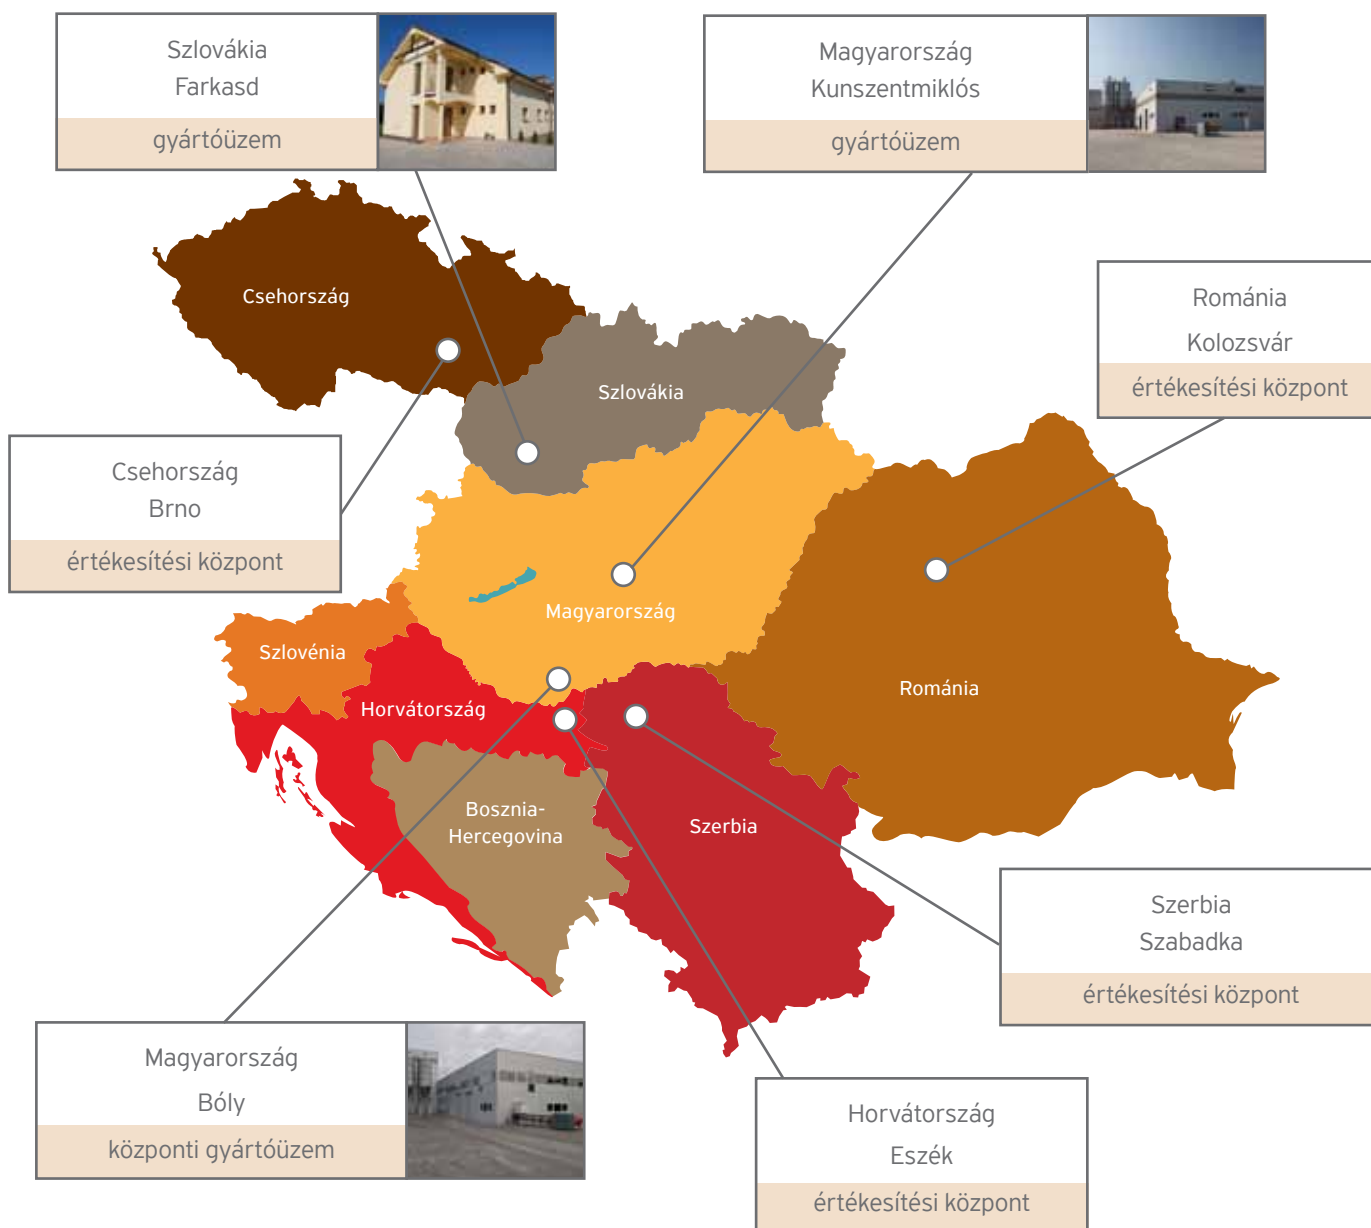 Szlovákia
Farkasd
gyártóüzem
Magyarország
Kunszentmiklós
gyártóüzem
Csehország
Románia
Kolozsvár
értékesítési központ
Szlovákia
Csehország
Brno
értékesítési központ
Magyarország
Szlovénia
Románia
Horvátország
Bosznia-
Hercegovina
Szerbia
Szerbia
Szabadka
értékesítési központ
Magyarország
Bóly
központi gyártóüzem
Horvátország
Eszék
értékesítési központ